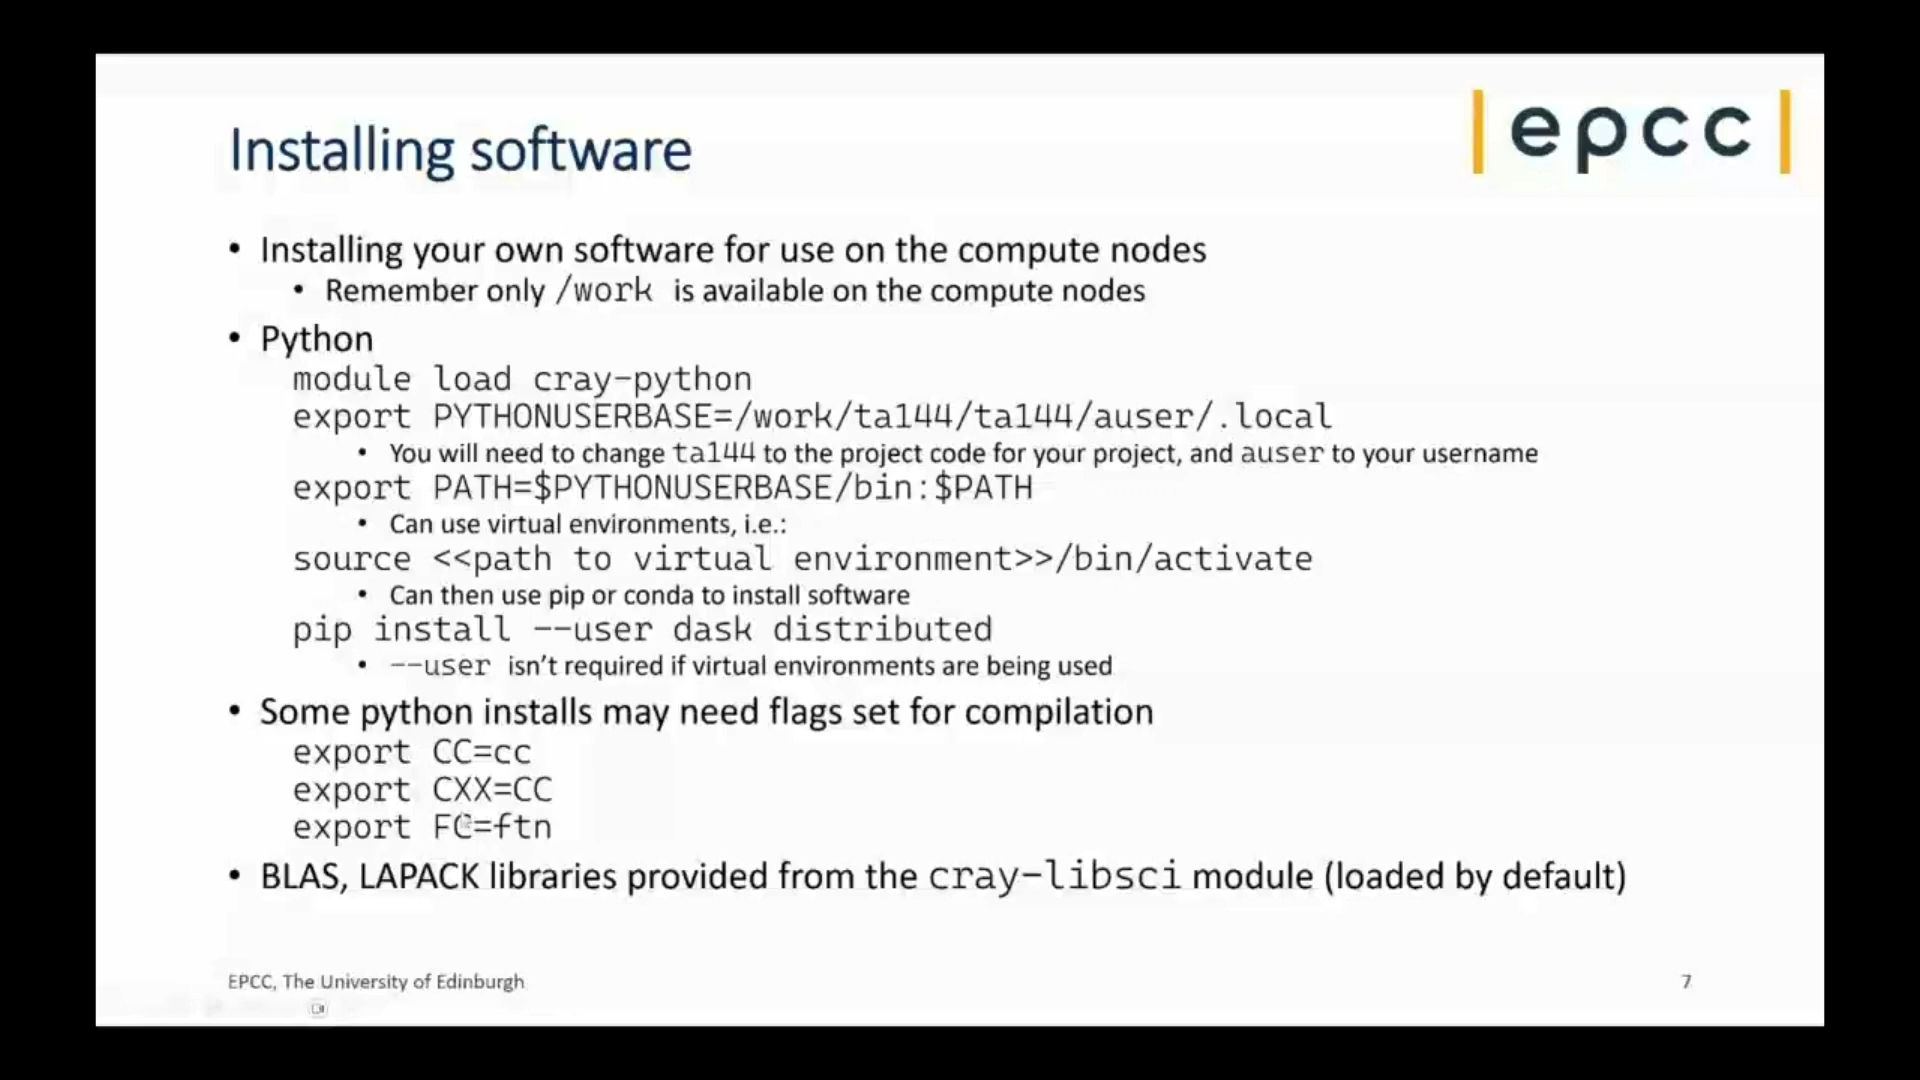 |epcc|
Installing software
• Installing your own software for use on the compute nodes
• Remember only /work is available on the compute nodes
• Python
module load cray-python
export PYTHONUSERBASE=/work/ta144/ta144/auser/.local
• You will need to change ta144 to the project code for your project, and auser to your username
export PATH=$PYTHONUSERBASE/bin:$PATH
• Can use virtual environments, i.e.:
source <<path to virtual environment>>/bin/activate
• Can then use pip or conda to install software
pip install --user dask distributed
• --user isn't required if virtual environments are being used
• Some python installs may need flags set for compilation
export CC=cc
export CXX=CC
export FC=ftn
• BLAS, LAPACK libraries provided from the cray-libsci module (loaded by default)
EPCC, The University of Edinburgh
7